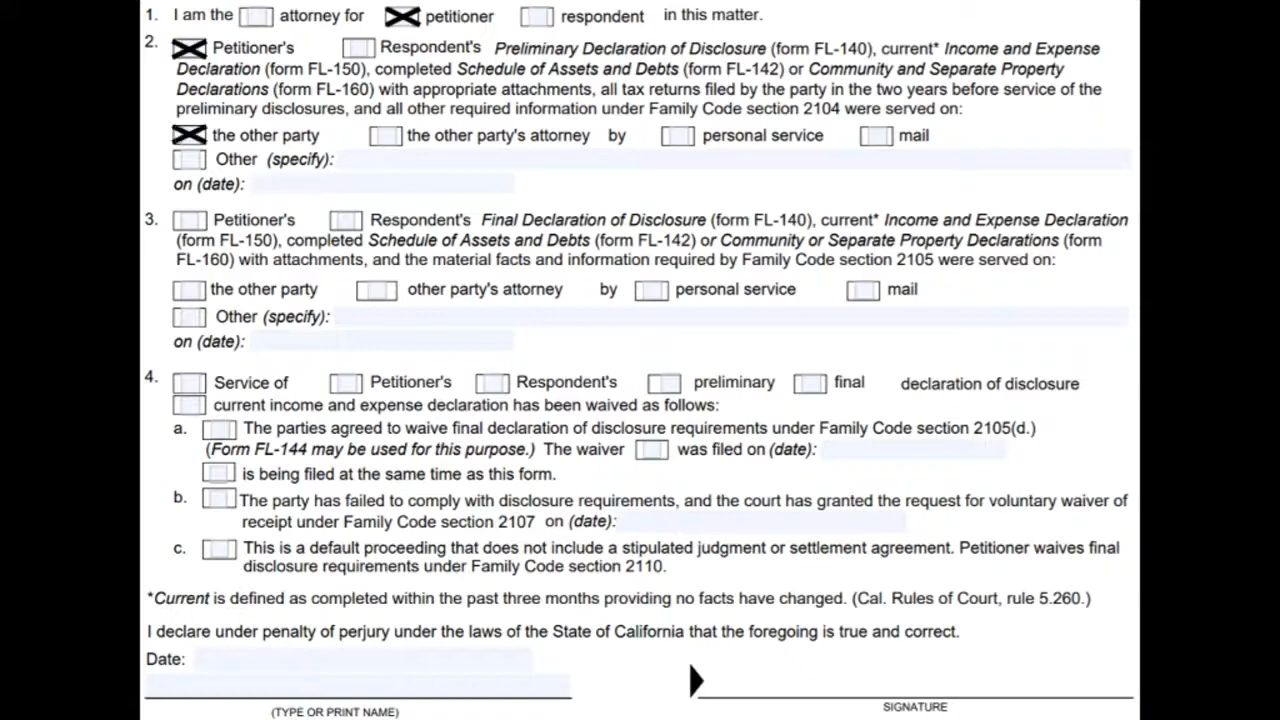 1. I am the attorney for petitioner respondent in this matter.
2. Petitioner's Respondent's Preliminary Declaration of Disclosure (form FL-140), current* Income and Expense
Declaration (form FL-150), completed Schedule of Assets and Debts (form FL-142) or Community and Separate Property
Declarations (form FL-160) with appropriate attachments, all tax returns filed by the party in the two years before service of the
preliminary disclosures, and all other required information under Family Code section 2104 were served on:
the other party the other party's attorney by personal service mail
Other (specify):
on (date):
3. Petitioner's Respondent's Final Declaration of Disclosure (form FL-140), current* Income and Expense Declaration
(form FL-150), completed Schedule of Assets and Debts (form FL-142) or Community or Separate Property Declarations (form
FL-160) with attachments, and the material facts and information required by Family Code section 2105 were served on:
the other party other party's attorney by personal service mail
Other (specify):
on (date):
4. Service of Petitioner's Respondent's preliminary final declaration of disclosure
current income and expense declaration has been waived as follows:
a. The parties agreed to waive final declaration of disclosure requirements under Family Code section 2105(d.)
(Form FL-144 may be used for this purpose.) The waiver was filed on (date):
is being filed at the same time as this form.
b. The party has failed to comply with disclosure requirements, and the court has granted the request for voluntary waiver of
receipt under Family Code section 2107 on (date):
c. This is a default proceeding that does not include a stipulated judgment or settlement agreement. Petitioner waives final
disclosure requirements under Family Code section 2110.
*Current is defined as completed within the past three months providing no facts have changed. (Cal. Rules of Court, rule 5.260.)
I declare under penalty of perjury under the laws of the State of California that the foregoing is true and correct.
Date:
(TYPE OR PRINT NAME) SIGNATURE